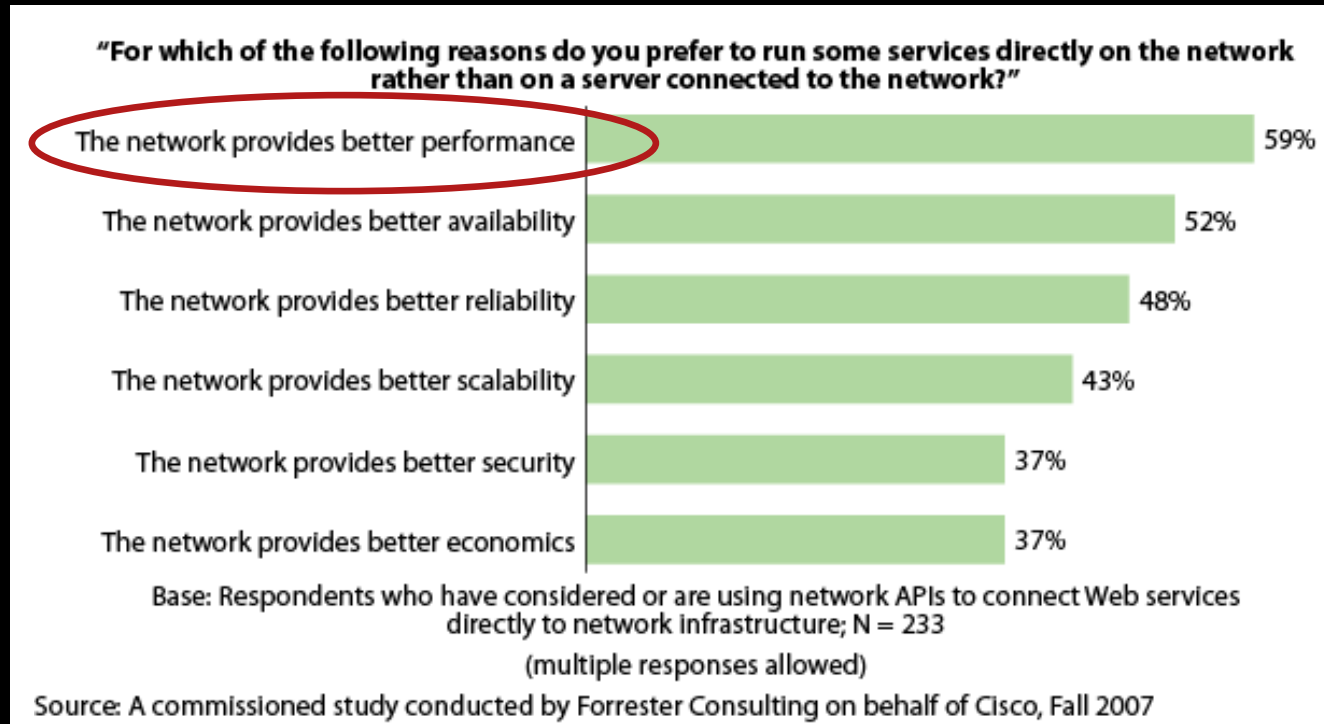 “For which of the following reasons do you prefer to run some services directly on the network
rather than on a server connected to the network?”
The network provides better performance 59%
The network provides better availability 52%
The network provides better reliability 48%
The network provides better scalability 43%
The network provides better security 37%
The network provides better economics 37%
Base: Respondents who have considered or are using network APIs to connect Web services
directly to network infrastructure; N = 233
(multiple responses allowed)
Source: A commissioned study conducted by Forrester Consulting on behalf of Cisco, Fall 2007